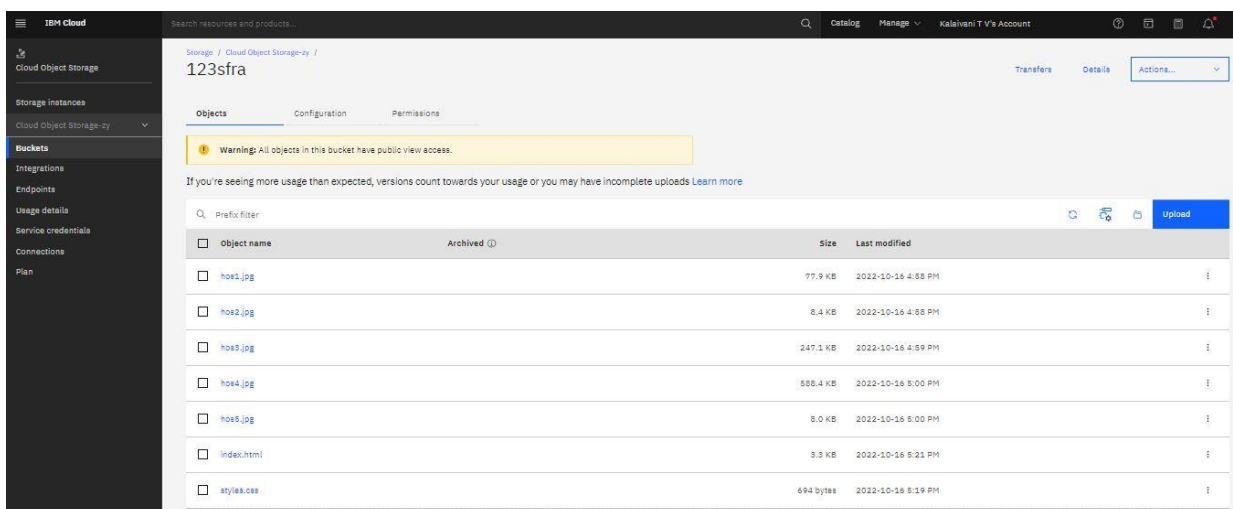 IBM Cloud
Search resources and products...
Catalog
Manage
Kalaivani T V's Account
Cloud Object Storage
Storage instances
Cloud Object Storage-zy
Buckets
Integrations
Endpoints
Usage details
Service credentials
Connections
Plan
Storage / Cloud Object Storage-zy /
123sfra
Transfers
Details
Actions...
Objects
Configuration
Permissions
Warning: All objects in this bucket have public view access.
If you're seeing more usage than expected, versions count towards your usage or you may have incomplete uploads Learn more
Prefix filter
Upload
Object name Archived Size Last modified
hos1.jpg 77.9 KB 2022-10-16 4:58 PM
hos2.jpg 8.4 KB 2022-10-16 4:58 PM
hos3.jpg 247.1 KB 2022-10-16 4:59 PM
hos4.jpg 588.4 KB 2022-10-16 5:00 PM
hos5.jpg 8.0 KB 2022-10-16 5:00 PM
index.html 3.3 KB 2022-10-16 5:21 PM
styles.css 694 bytes 2022-10-16 5:19 PM